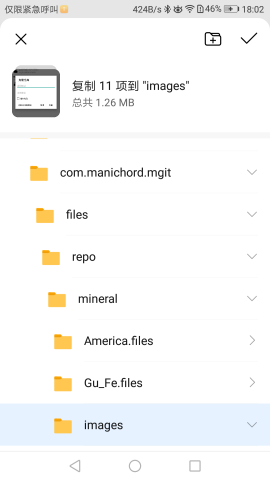 仅限紧急呼叫
424B/s 46% 18:02
复制 11 项到 "images"
总共 1.26 MB
com.manichord.mgit
files
repo
mineral
America.files
Gu_Fe.files
images